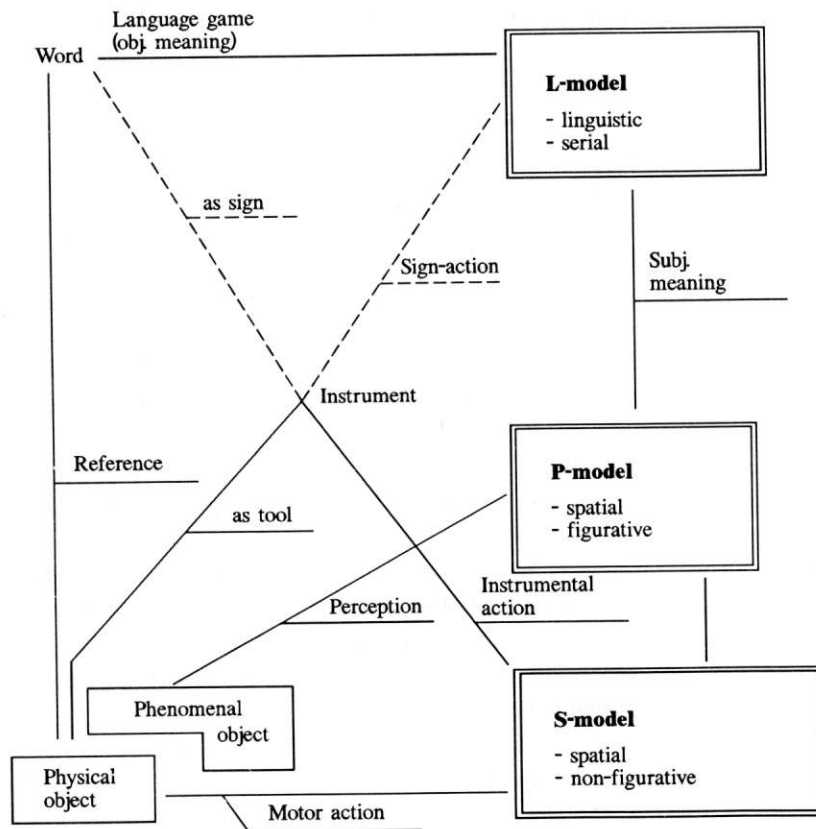 Language game
(obj. meaning)
Word
L-model
- linguistic
- serial
as sign
Sign-action
Subj.
meaning
Instrument
Reference
as tool
P-model
- spatial
- figurative
Perception
Instrumental
action
Phenomenal
object
S-model
- spatial
- non-figurative
Physical
object
Motor action